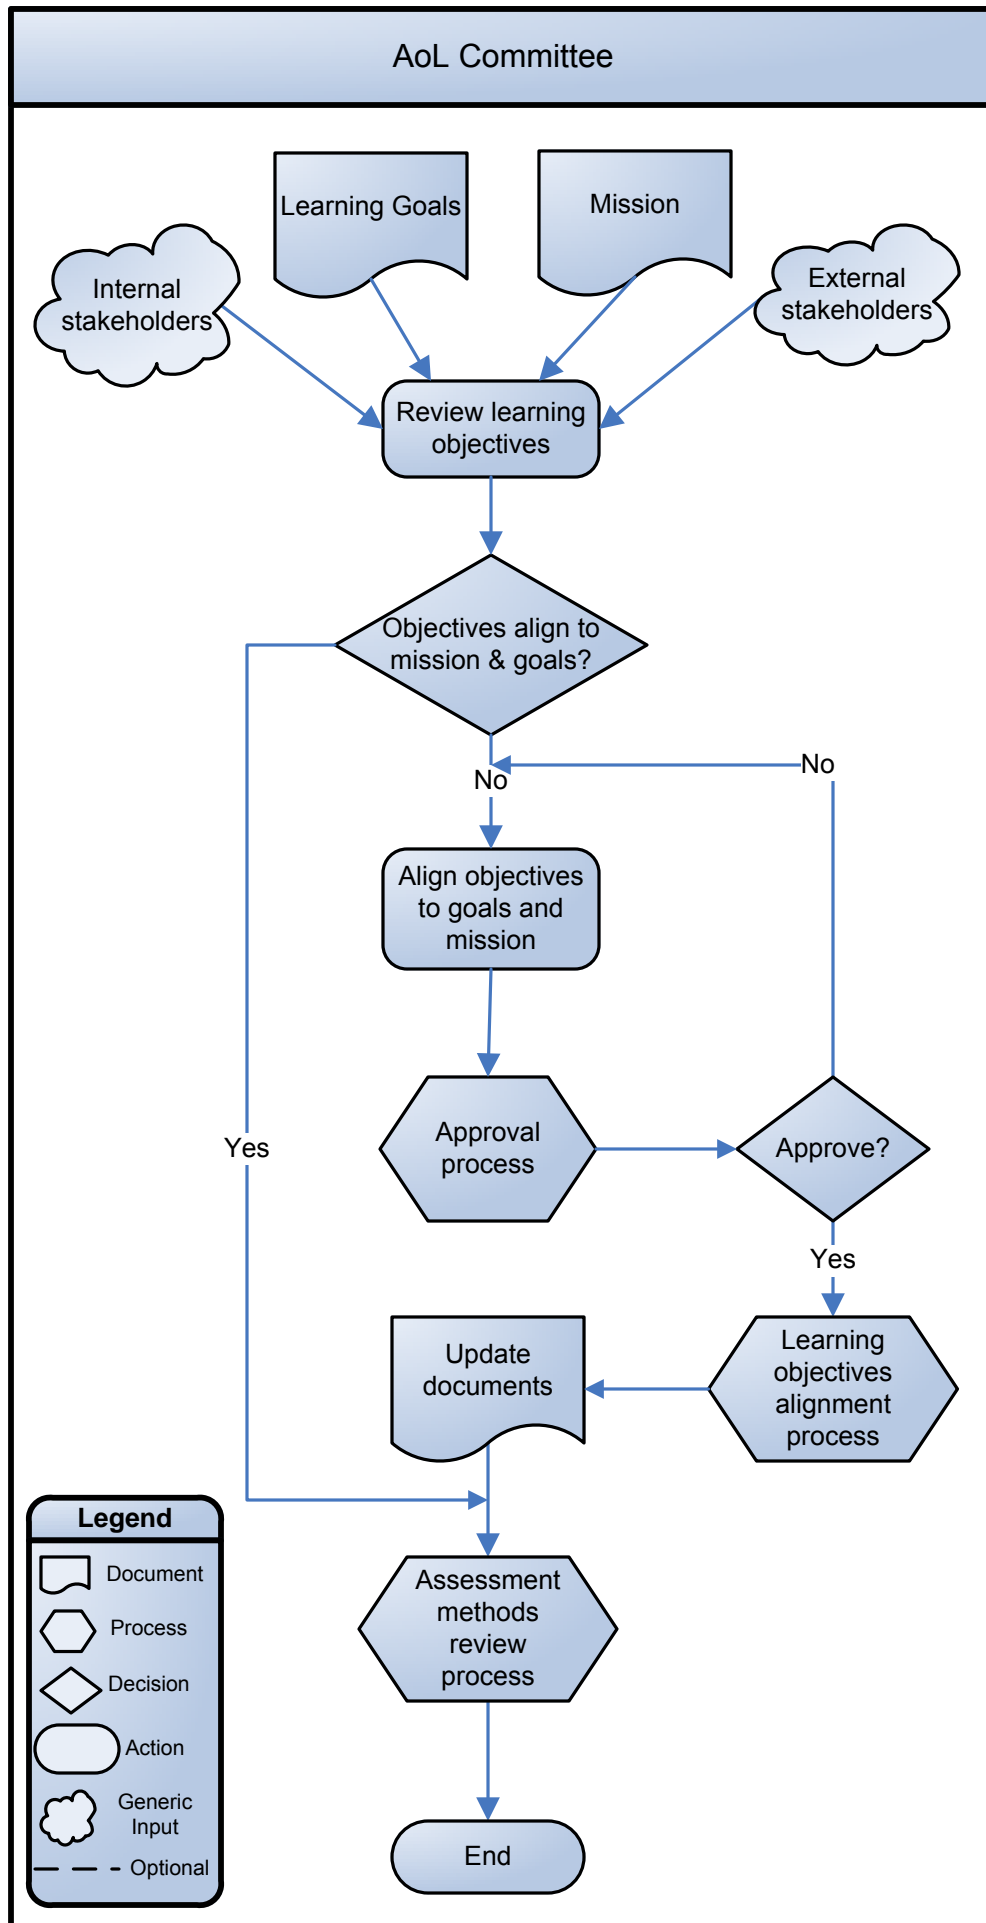 AoL Committee
Learning Goals
Mission
Internal
stakeholders
External
stakeholders
Review learning
objectives
Objectives align to
mission & goals?
No
No
Align objectives
to goals and
mission
Yes
Approval
process
Approve?
Yes
Update
documents
Learning
objectives
alignment
process
Assessment
methods
review
process
End
Legend
Document
Process
Decision
Action
Generic
Input
Optional